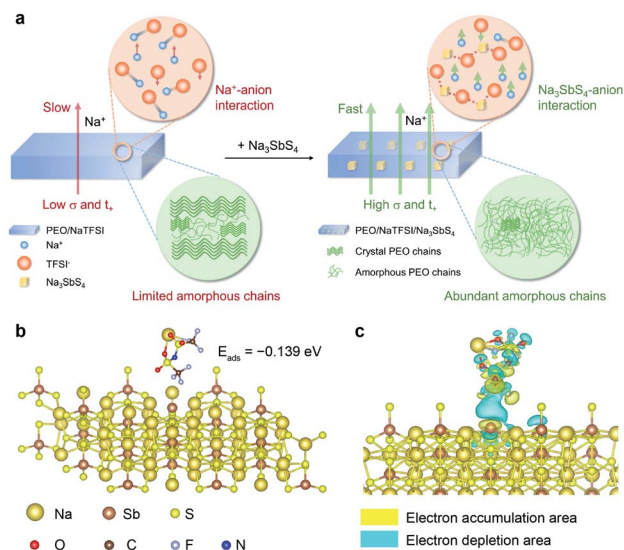 a
Na⁺-anion
interaction
Na₃SbS₄-anion
interaction
Slow
Na⁺
Fast
Na⁺
+ Na₃SbS₄
Low σ and t₊
High σ and t₊
PEO/NaTFSI
Na⁺
TFSI⁻
Na₃SbS₄
PEO/NaTFSI/Na₃SbS₄
Crystal PEO chains
Amorphous PEO chains
Limited amorphous chains
Abundant amorphous chains
b
E_ads = −0.139 eV
Na
Sb
S
O
C
F
N
c
Electron accumulation area
Electron depletion area